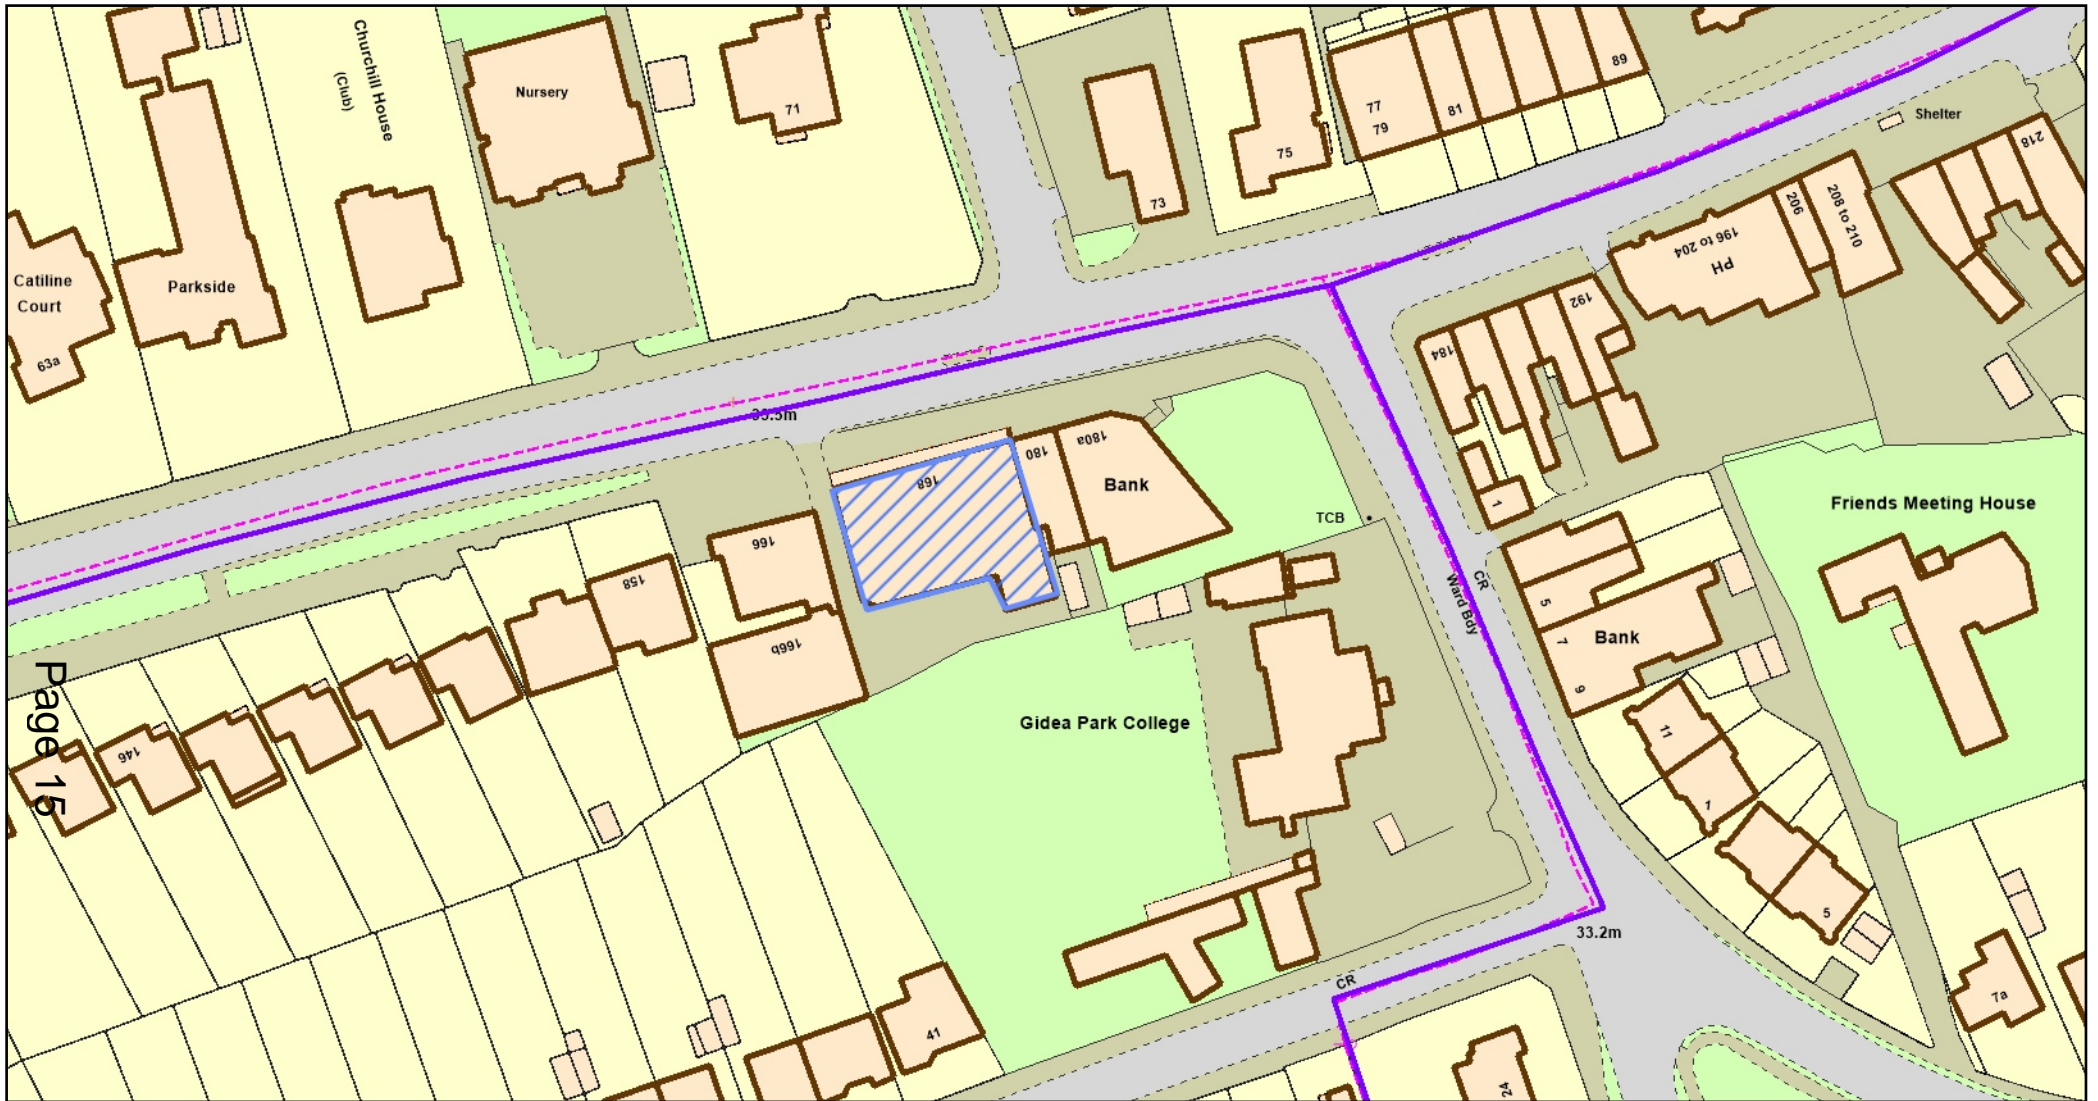 Churchill House
(Club)
Nursery
71
77
79
81
89
75
73
Shelter
218
206
208 to 210
196 to 204
PH
192
184
Catiline
Court
Parkside
63a
33.5m
168
180
180a
Bank
TCB
1
Friends Meeting House
166
158
166b
CR
Ward Bdy
5
7
9
Bank
Gidea Park College
146
Page 15
11
1
5
33.2m
CR
7a
41
24